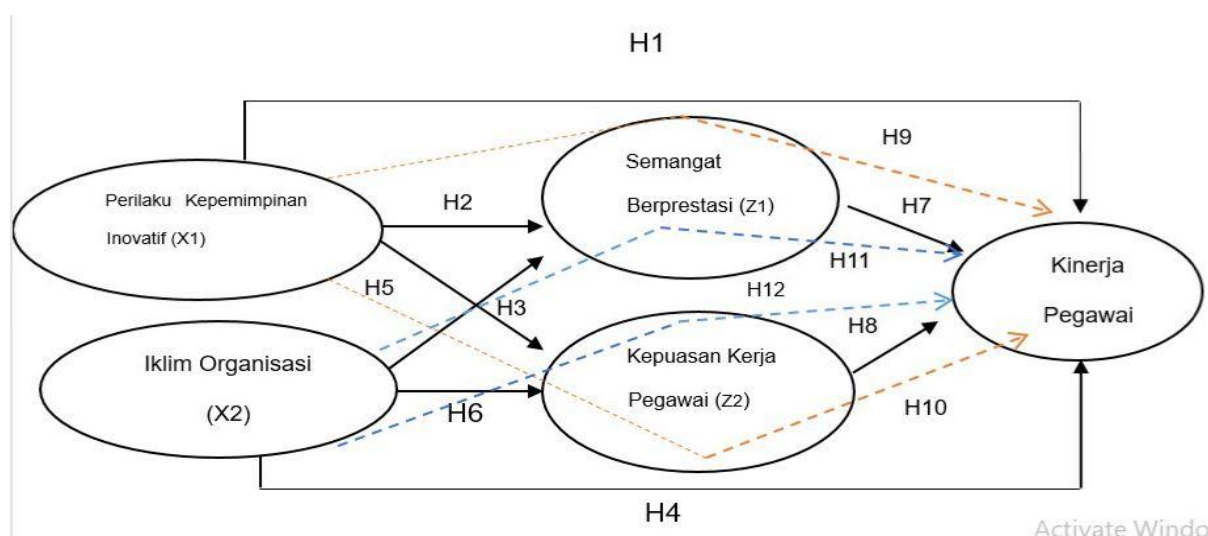 H1
H9
Semangat
Berprestasi (Z1)
Perilaku Kepemimpinan
Inovatif (X1)
H2
H7
H11
Kinerja
Pegawai
H5
H3
H12
H8
Iklim Organisasi
(X2)
Kepuasan Kerja
Pegawai (Z2)
H6
H10
H4
Activate Windo